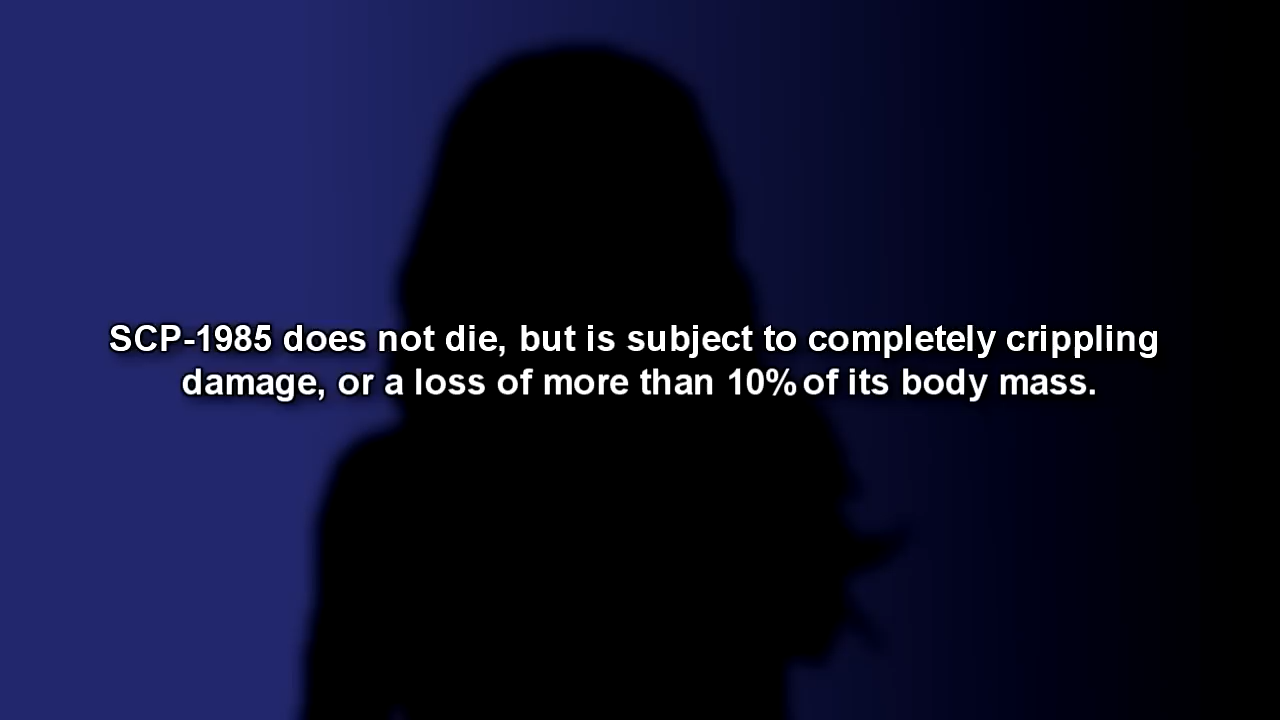 SCP-1985 does not die, but is subject to completely crippling
damage, or a loss of more than 10% of its body mass.